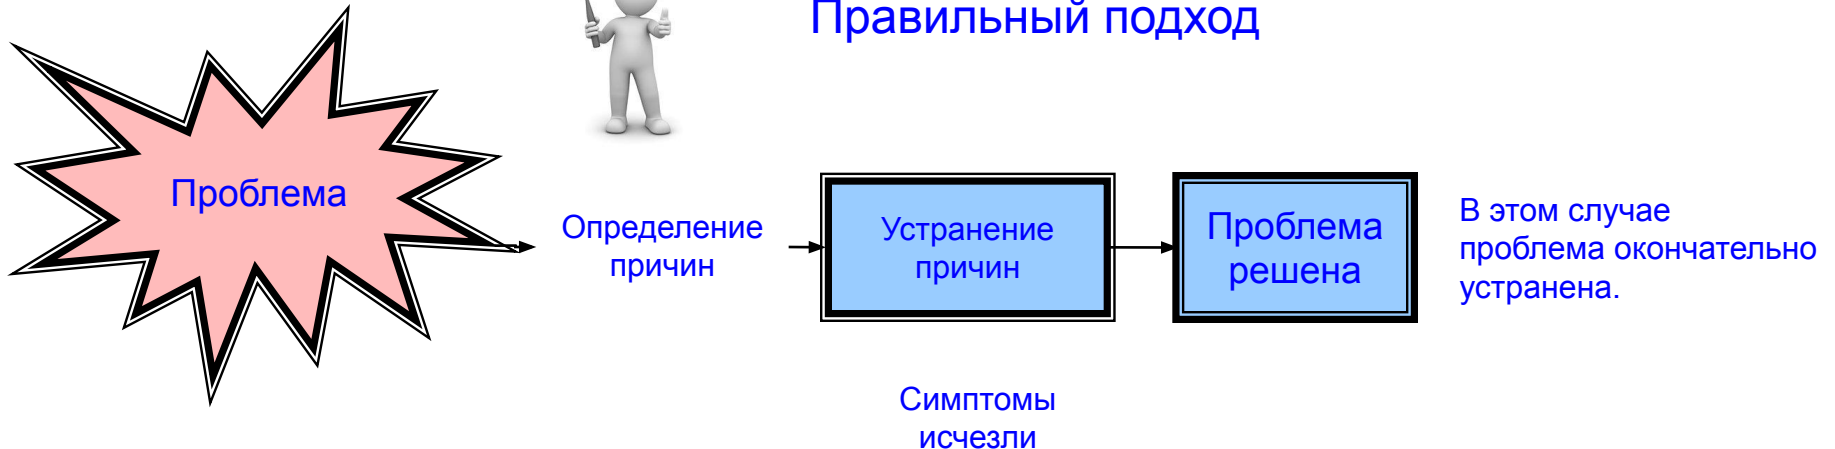 Правильный подход
Проблема
Определение
причин
Устранение
причин
Проблема
решена
В этом случае
проблема окончательно
устранена.
Симптомы
исчезли